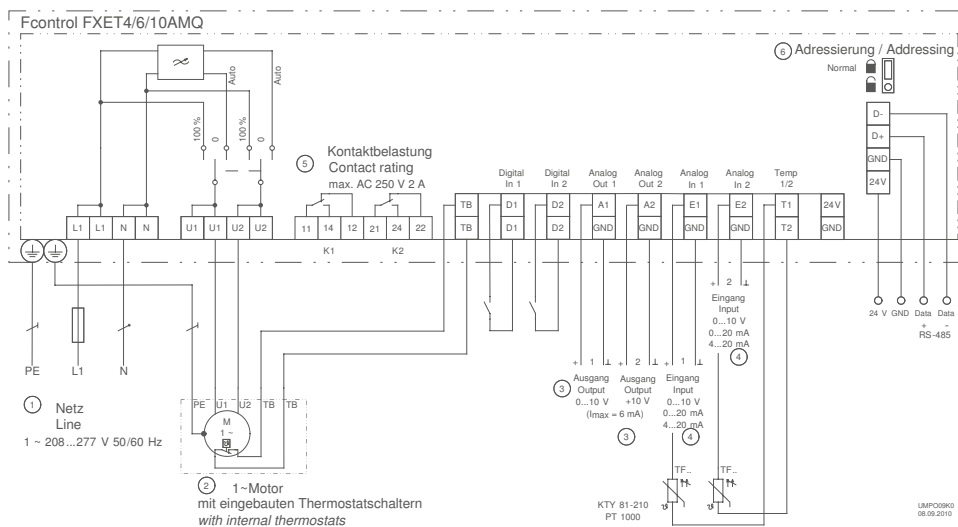 Fcontrol FXET4/6/10AMQ
6 Adressierung / Addressing
Normal
Auto
Auto
100 %
0
100 %
0
5 Kontaktbelastung
Contact rating
max. AC 250 V 2 A
D-
D+
GND
24V
Digital In 1
Digital In 2
Analog Out 1
Analog Out 2
Analog In 1
Analog In 2
Temp 1/2
TB D1 D2 A1 A2 E1 E2 T1 24V
L1 L1 N N U1 U1 U2 U2 11 14 12 21 24 22 TB D1 D2 GND GND GND GND T2 GND
K1 K2
+ 2 ⊥
Eingang
Input
0...10 V
0...20 mA
4...20 mA
4
24 V GND Data + Data -
RS-485
PE L1 N
1 Netz
Line
1 ~ 208...277 V 50/60 Hz
+ 1 ⊥
3 Ausgang
Output
0...10 V
(Imax = 6 mA)
+ 2 ⊥
Ausgang
Output
+10 V
3
+ 1 ⊥
Eingang
Input
0...10 V
0...20 mA
4...20 mA
4
PE U1 U2 TB TB
M
1 ~
2 1~Motor
mit eingebauten Thermostatschaltern
with internal thermostats
TF.. TF..
KTY 81-210
PT 1000
ϑ ϑ
UMPO09K0
08.09.2010